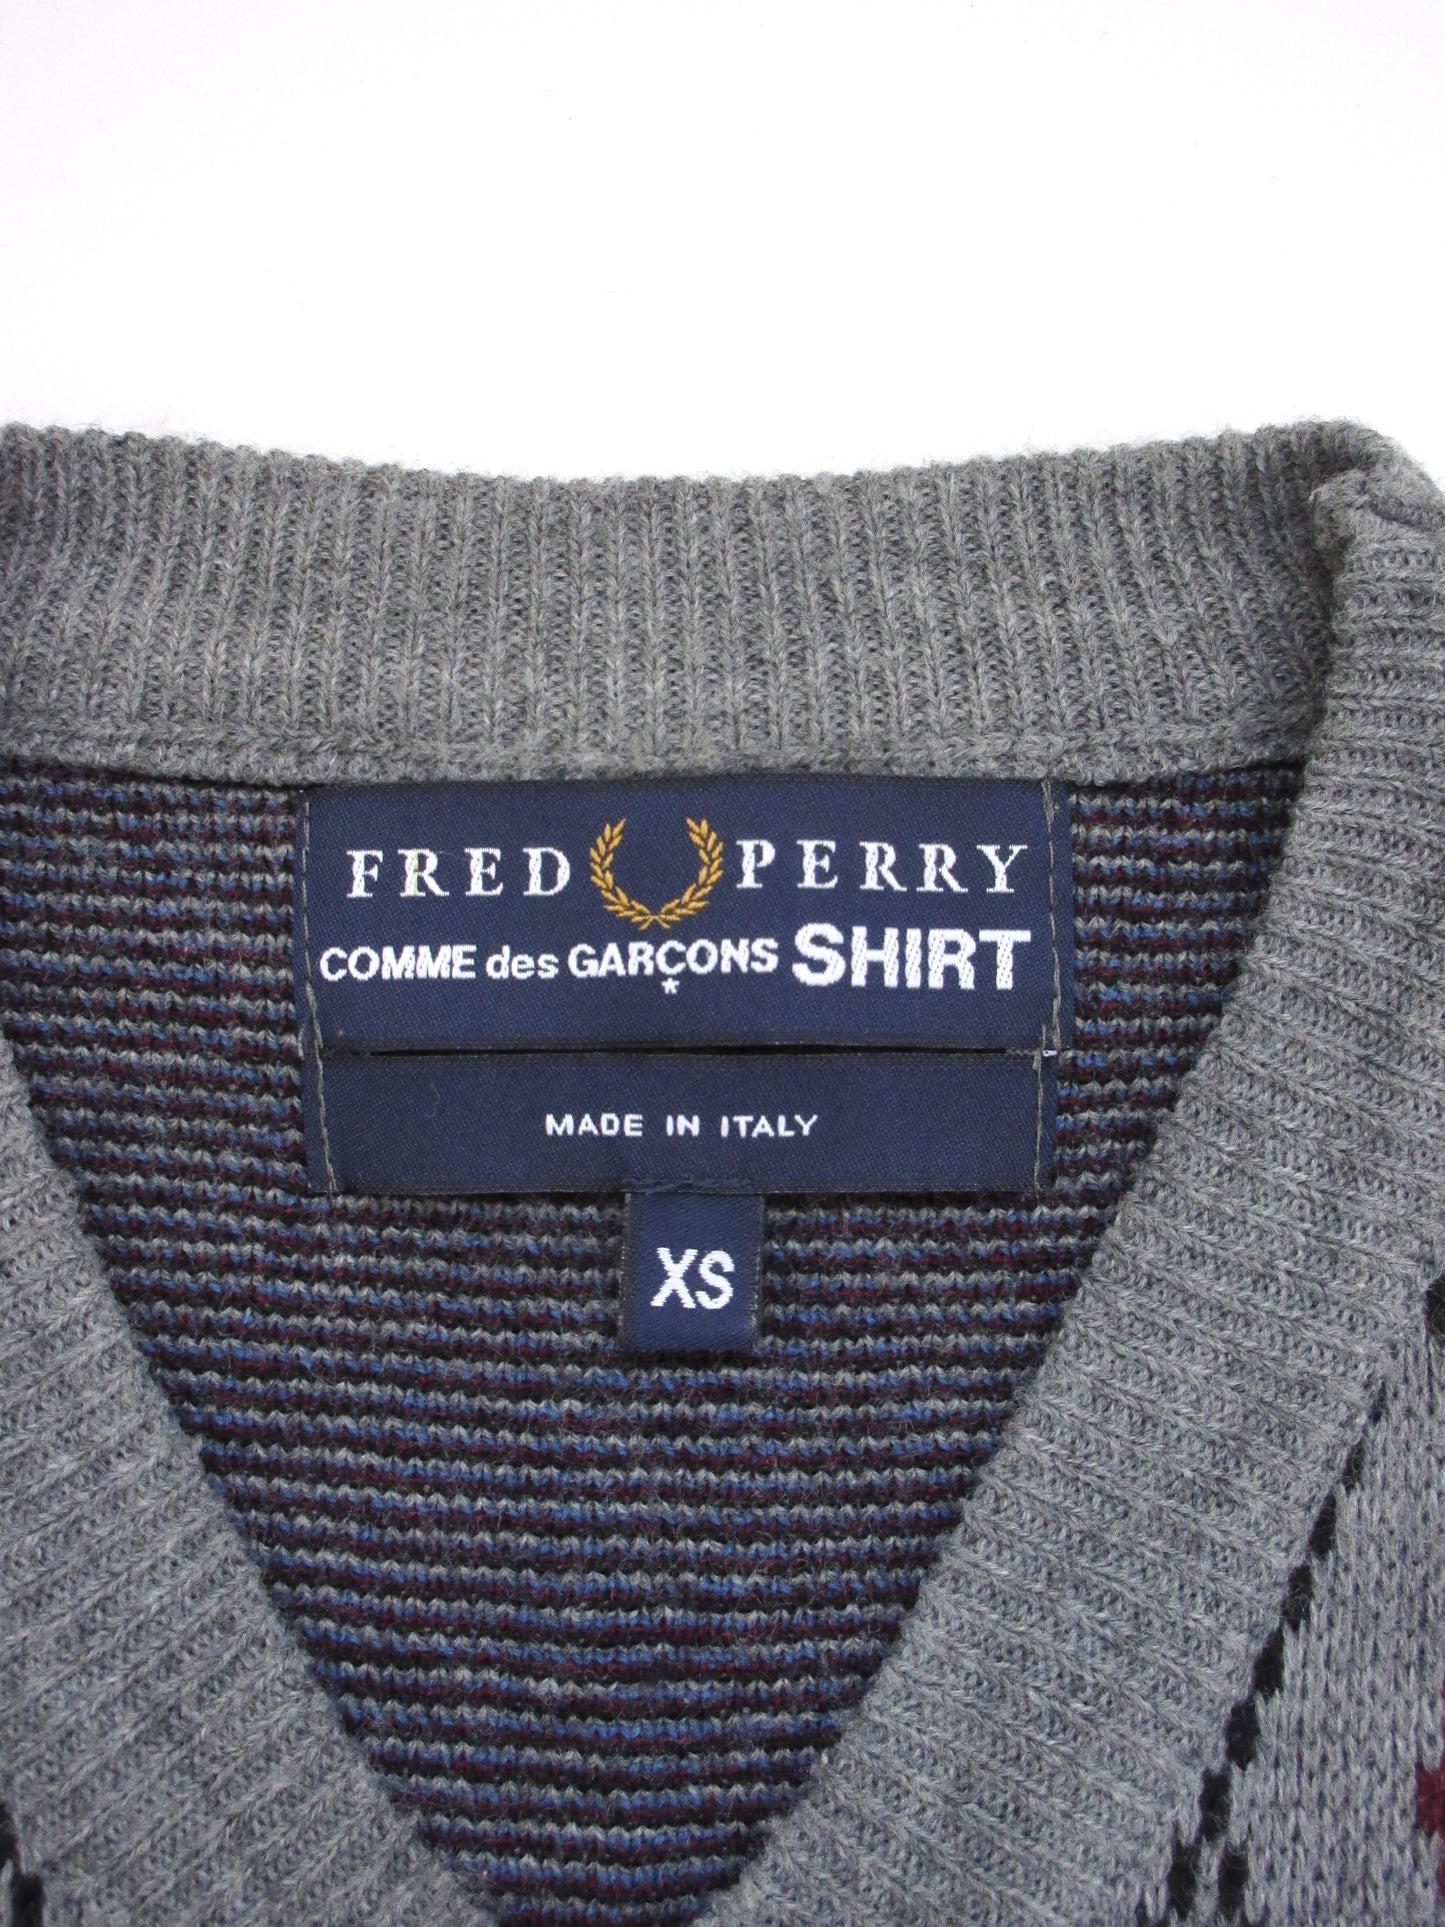 FRED PERRY
COMME des GARÇONS SHIRT
*
MADE IN ITALY
XS